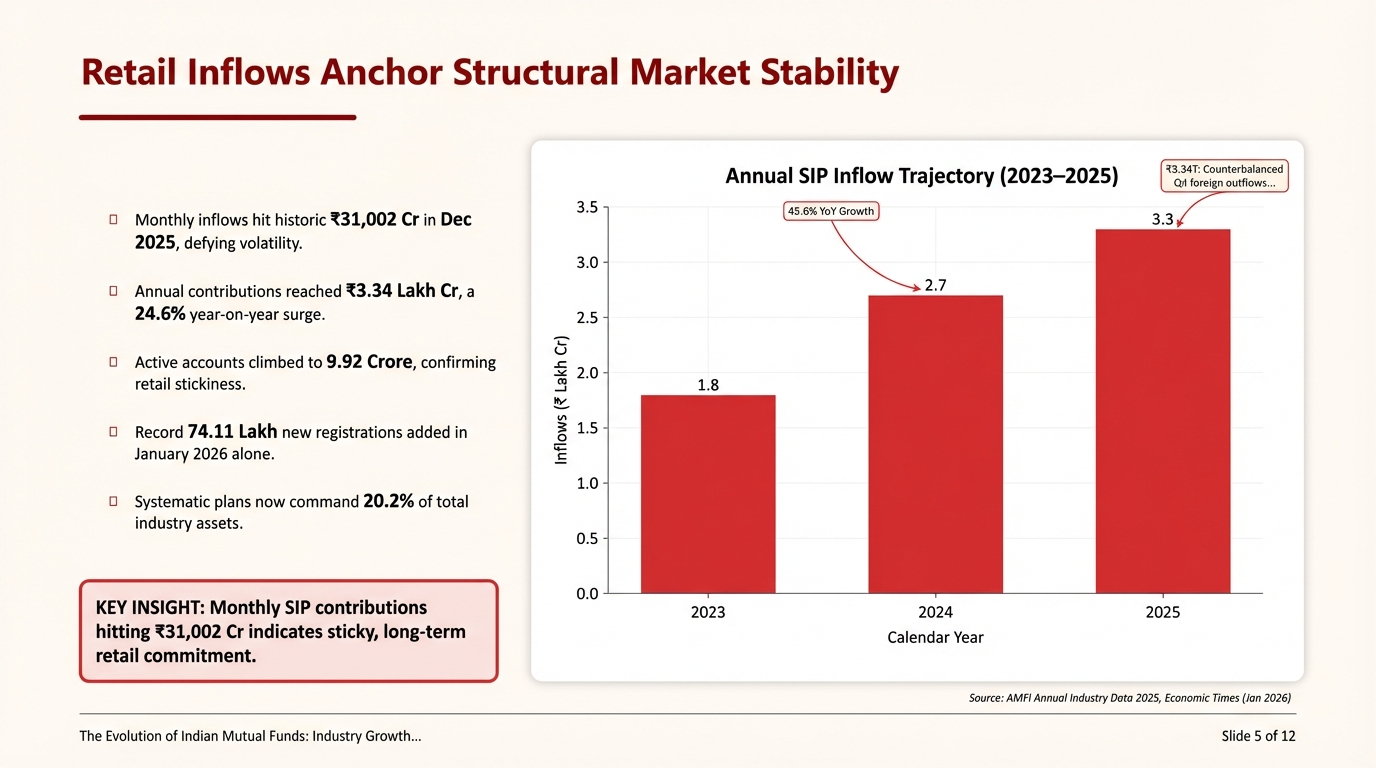 Retail Inflows Anchor Structural Market Stability
Monthly inflows hit historic ₹31,002 Cr in Dec
2025, defying volatility.
Annual contributions reached ₹3.34 Lakh Cr, a
24.6% year-on-year surge.
Active accounts climbed to 9.92 Crore, confirming
retail stickiness.
Record 74.11 Lakh new registrations added in
January 2026 alone.
Systematic plans now command 20.2% of total
industry assets.
KEY INSIGHT: Monthly SIP contributions
hitting ₹31,002 Cr indicates sticky, long-term
retail commitment.
Annual SIP Inflow Trajectory (2023–2025)
₹3.34T: Counterbalanced
foreign outflows...
45.6% YoY Growth
3.5
3.0
2.5
2.0
1.5
1.0
0.5
0.0
Inflows (₹ Lakh Cr)
1.8
2.7
3.3
2023
2024
2025
Calendar Year
Source: AMFI Annual Industry Data 2025, Economic Times (Jan 2026)
The Evolution of Indian Mutual Funds: Industry Growth...
Slide 5 of 12